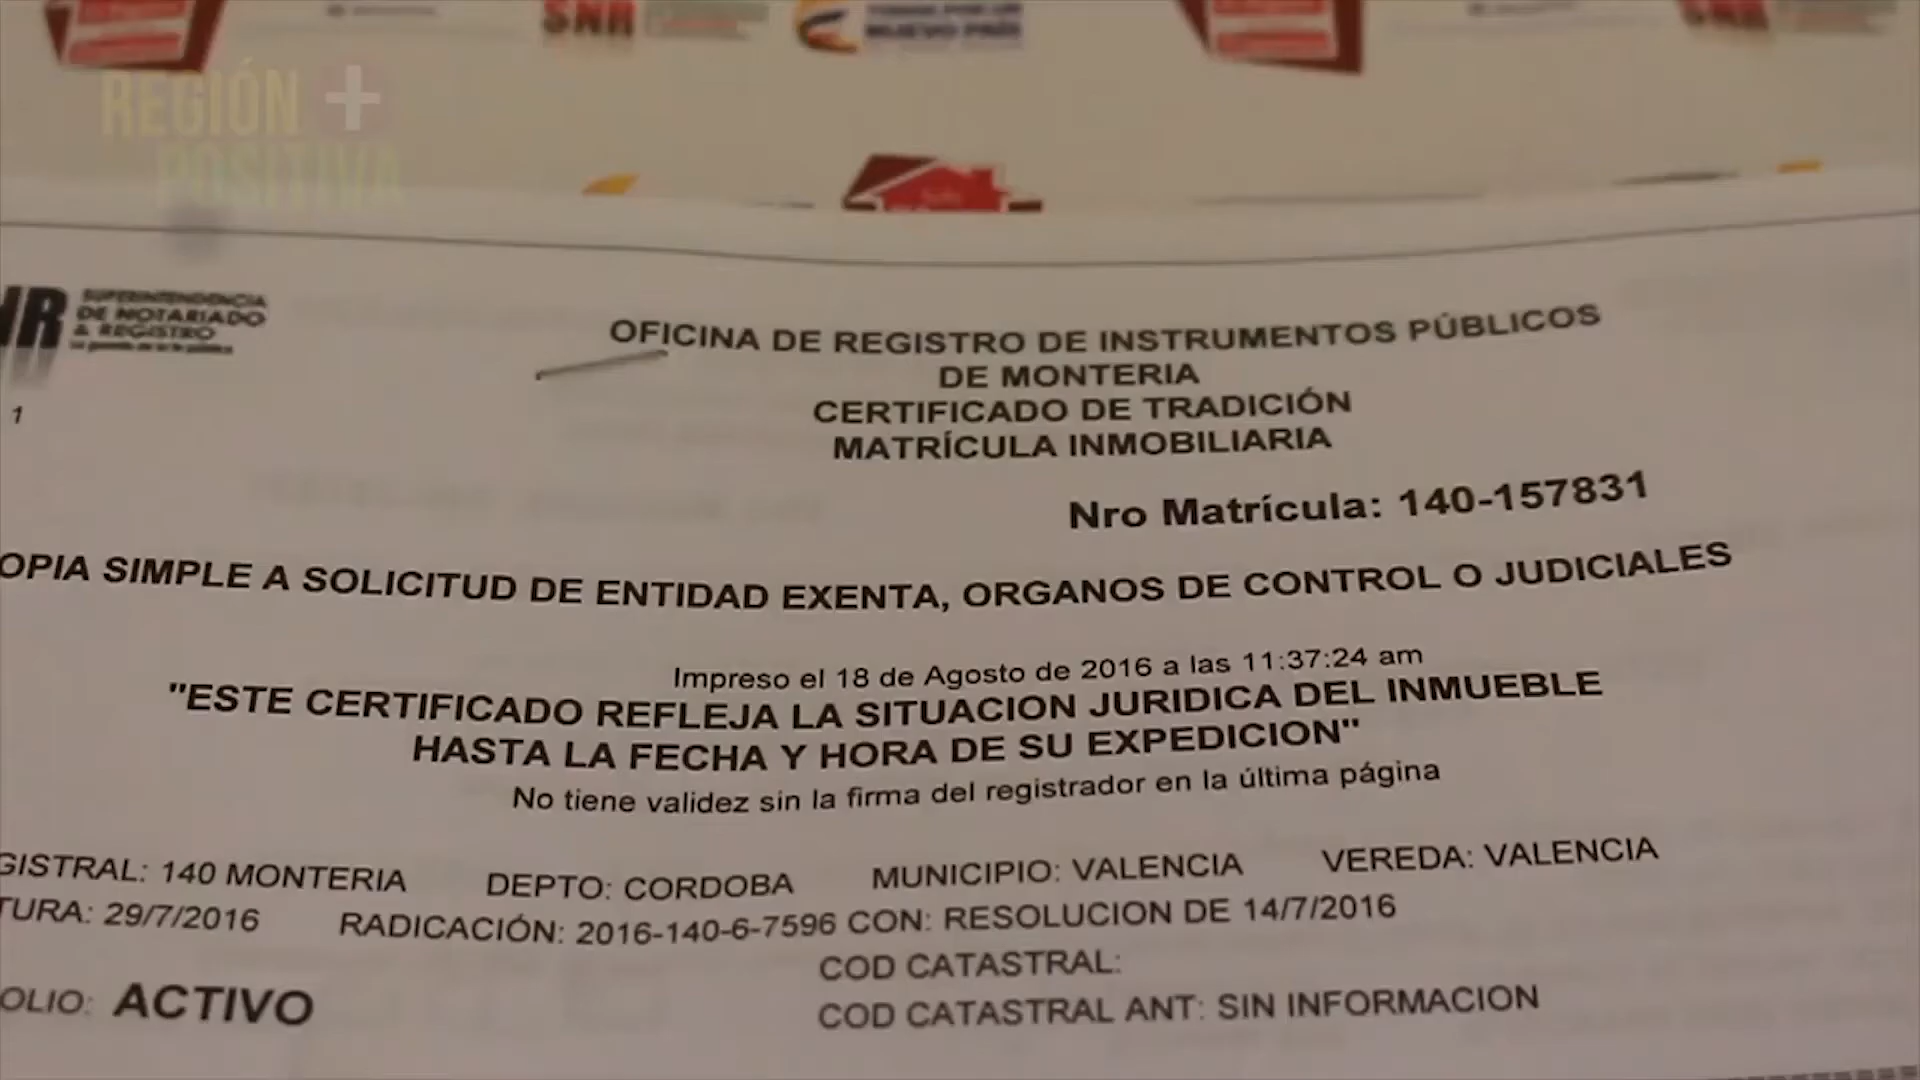 SNR
NUEVO PAÍS
SNR
REGIÓN +
POSITIVA
NR SUPERINTENDENCIA
DE NOTARIADO
& REGISTRO
OFICINA DE REGISTRO DE INSTRUMENTOS PÚBLICOS
DE MONTERIA
1
CERTIFICADO DE TRADICIÓN
MATRÍCULA INMOBILIARIA
Nro Matrícula: 140-157831
OPIA SIMPLE A SOLICITUD DE ENTIDAD EXENTA, ORGANOS DE CONTROL O JUDICIALES
Impreso el 18 de Agosto de 2016 a las 11:37:24 am
"ESTE CERTIFICADO REFLEJA LA SITUACION JURIDICA DEL INMUEBLE
HASTA LA FECHA Y HORA DE SU EXPEDICION"
No tiene validez sin la firma del registrador en la última página
GISTRAL: 140 MONTERIA DEPTO: CORDOBA MUNICIPIO: VALENCIA VEREDA: VALENCIA
TURA: 29/7/2016 RADICACIÓN: 2016-140-6-7596 CON: RESOLUCION DE 14/7/2016
COD CATASTRAL:
OLIO: ACTIVO COD CATASTRAL ANT: SIN INFORMACION